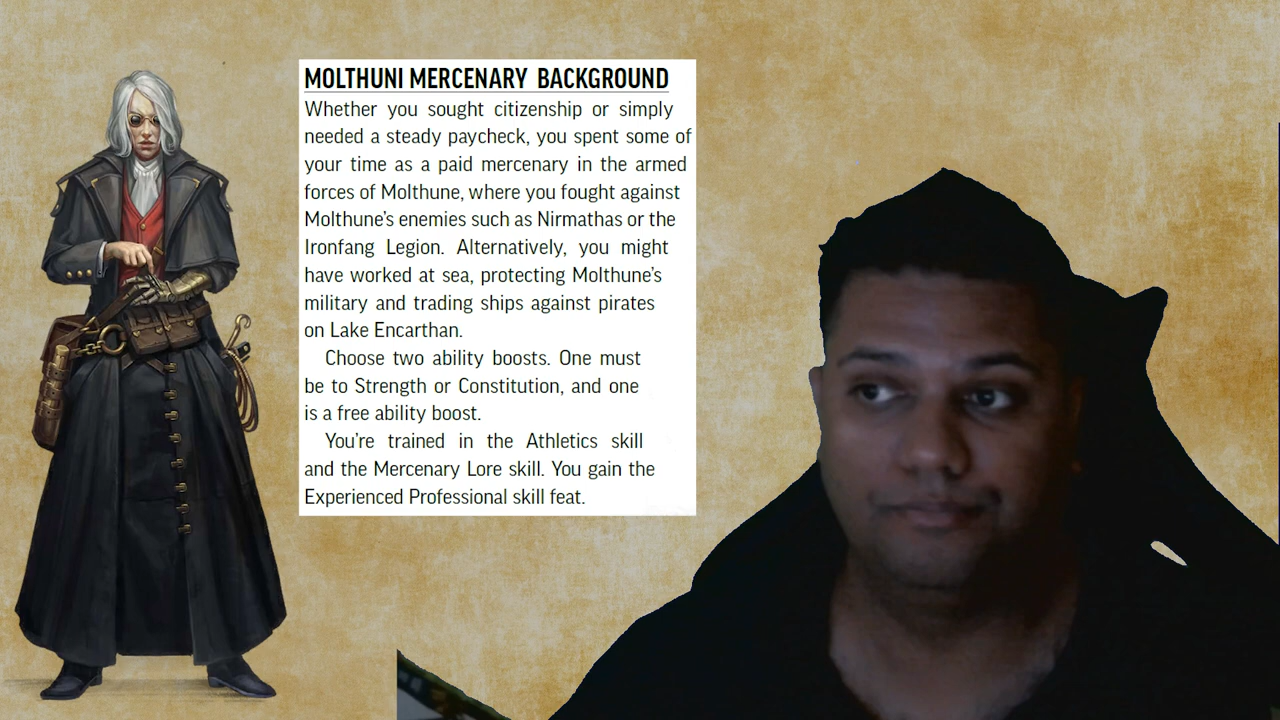 MOLTHUNI MERCENARY BACKGROUND
Whether you sought citizenship or simply
needed a steady paycheck, you spent some of
your time as a paid mercenary in the armed
forces of Molthune, where you fought against
Molthune's enemies such as Nirmathas or the
Ironfang Legion. Alternatively, you might
have worked at sea, protecting Molthune's
military and trading ships against pirates
on Lake Encarthan.
Choose two ability boosts. One must
be to Strength or Constitution, and one
is a free ability boost.
You're trained in the Athletics skill
and the Mercenary Lore skill. You gain the
Experienced Professional skill feat.